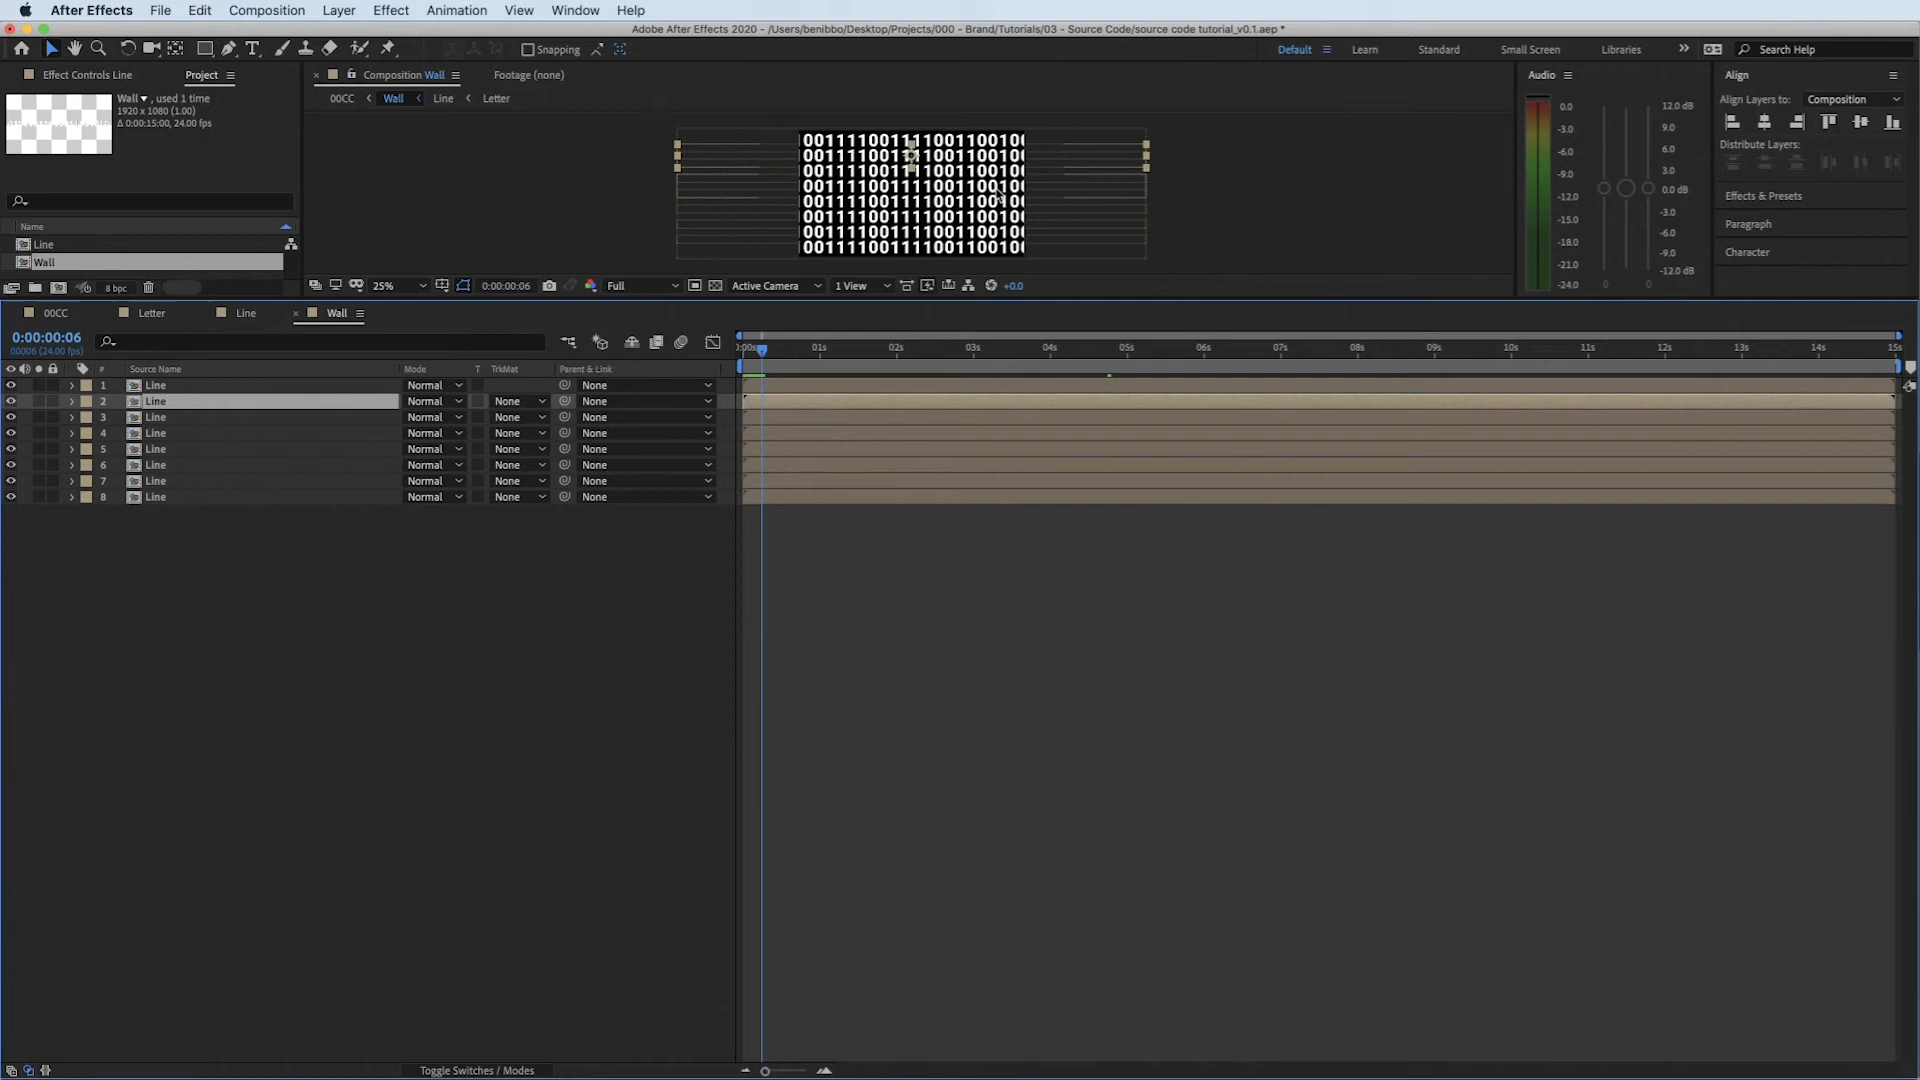 After Effects File Edit Composition Layer Effect Animation View Window Help
Adobe After Effects 2020 - /Users/benibbo/Desktop/Projects/000 - Brand/Tutorials/03 - Source Code/source code tutorial_v0.1.aep *
Snapping Default Learn Standard Small Screen Libraries Search Help
Effect Controls Line Project Composition Wall Footage (none) Audio Align
Wall , used 1 time
1920 x 1080 (1.00)
Δ 0:00:15:00, 24.00 fps
00CC Wall Line Letter
Align Layers to: Composition
Distribute Layers:
Effects & Presets
Paragraph
Character
0.0
-3.0
-6.0
-9.0
-12.0
-15.0
-18.0
-21.0
-24.0
12.0 dB
9.0
6.0
3.0
0.0 dB
-3.0
-6.0
-9.0
-12.0 dB
0 0
Name
Line
Wall
8 bpc
25% 0:00:00:06 Full Active Camera 1 View +0.0
00CC Letter Line Wall
0:00:00:06
00006 (24.00 fps)
:00s 01s 02s 03s 04s 05s 06s 07s 08s 09s 10s 11s 12s 13s 14s 15s
# Source Name Mode T TrkMat Parent & Link
1 Line Normal None
2 Line Normal None None
3 Line Normal None None
4 Line Normal None None
5 Line Normal None None
6 Line Normal None None
7 Line Normal None None
8 Line Normal None None
Toggle Switches / Modes